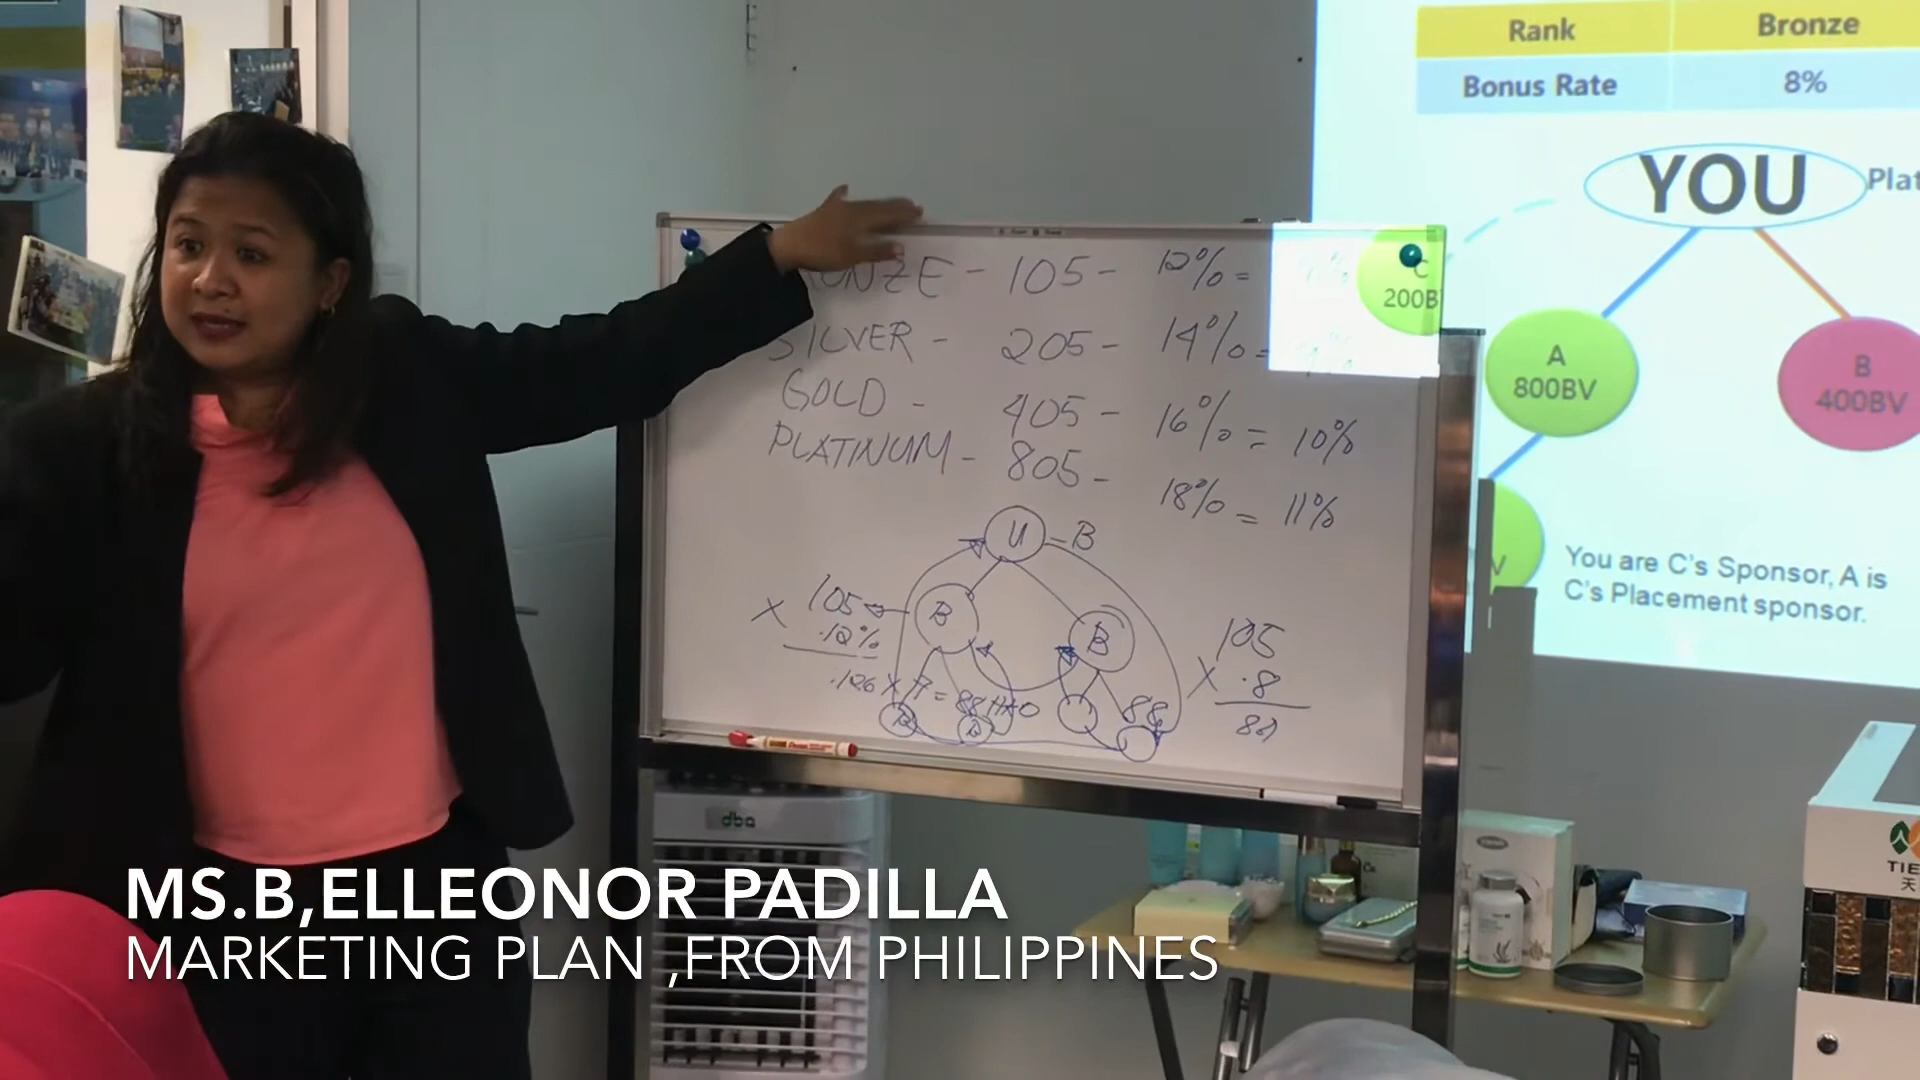 Rank Bronze
Bonus Rate 8%
YOU
A
800BV
B
400BV
C
200B
You are C's Sponsor, A is
C's Placement sponsor.
105 - 12% =
SILVER - 205 - 14% =
GOLD - 405 - 16% = 10%
PLATINUM - 805 - 18% = 11%
U - B
B
B
105
.12%
X 105
.8
88
B
B
dba
MS.B,ELLEONOR PADILLA
MARKETING PLAN ,FROM PHILIPPINES